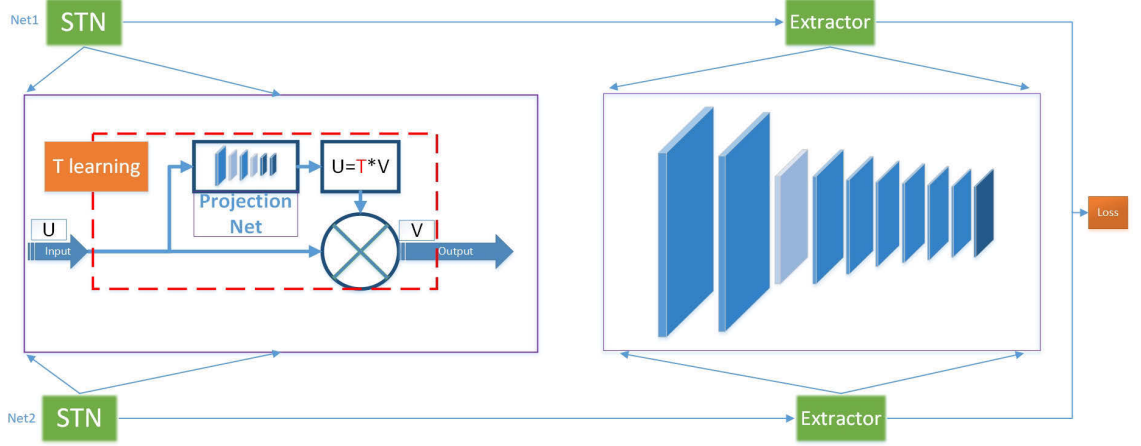 Net1
STN
Extractor
T learning
U=T*V
Projection
Net
U
V
Input
Output
Loss
Net2
STN
Extractor